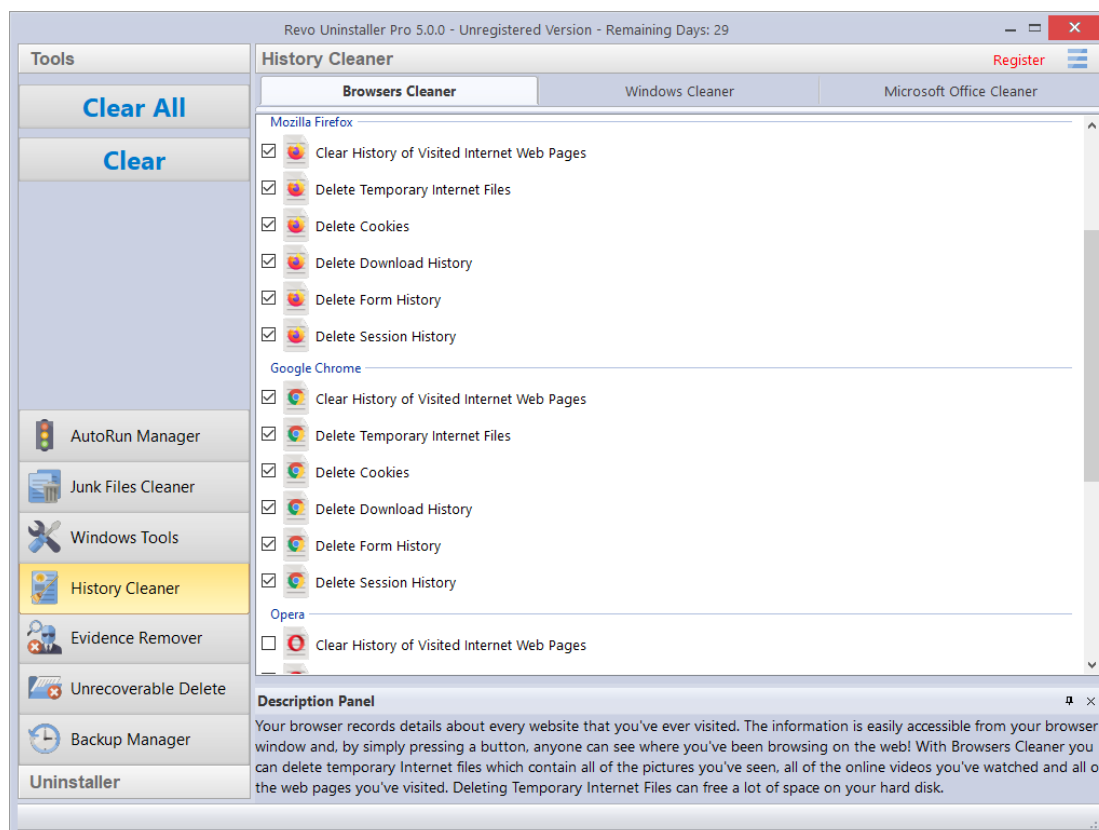 Revo Uninstaller Pro 5.0.0 - Unregistered Version - Remaining Days: 29
Tools
History Cleaner
Register
Clear All
Clear
Browsers Cleaner
Windows Cleaner
Microsoft Office Cleaner
Mozilla Firefox
Clear History of Visited Internet Web Pages
Delete Temporary Internet Files
Delete Cookies
Delete Download History
Delete Form History
Delete Session History
Google Chrome
Clear History of Visited Internet Web Pages
Delete Temporary Internet Files
Delete Cookies
Delete Download History
Delete Form History
Delete Session History
Opera
Clear History of Visited Internet Web Pages
AutoRun Manager
Junk Files Cleaner
Windows Tools
History Cleaner
Evidence Remover
Unrecoverable Delete
Backup Manager
Uninstaller
Description Panel
Your browser records details about every website that you've ever visited. The information is easily accessible from your browser
window and, by simply pressing a button, anyone can see where you've been browsing on the web! With Browsers Cleaner you
can delete temporary Internet files which contain all of the pictures you've seen, all of the online videos you've watched and all o
the web pages you've visited. Deleting Temporary Internet Files can free a lot of space on your hard disk.